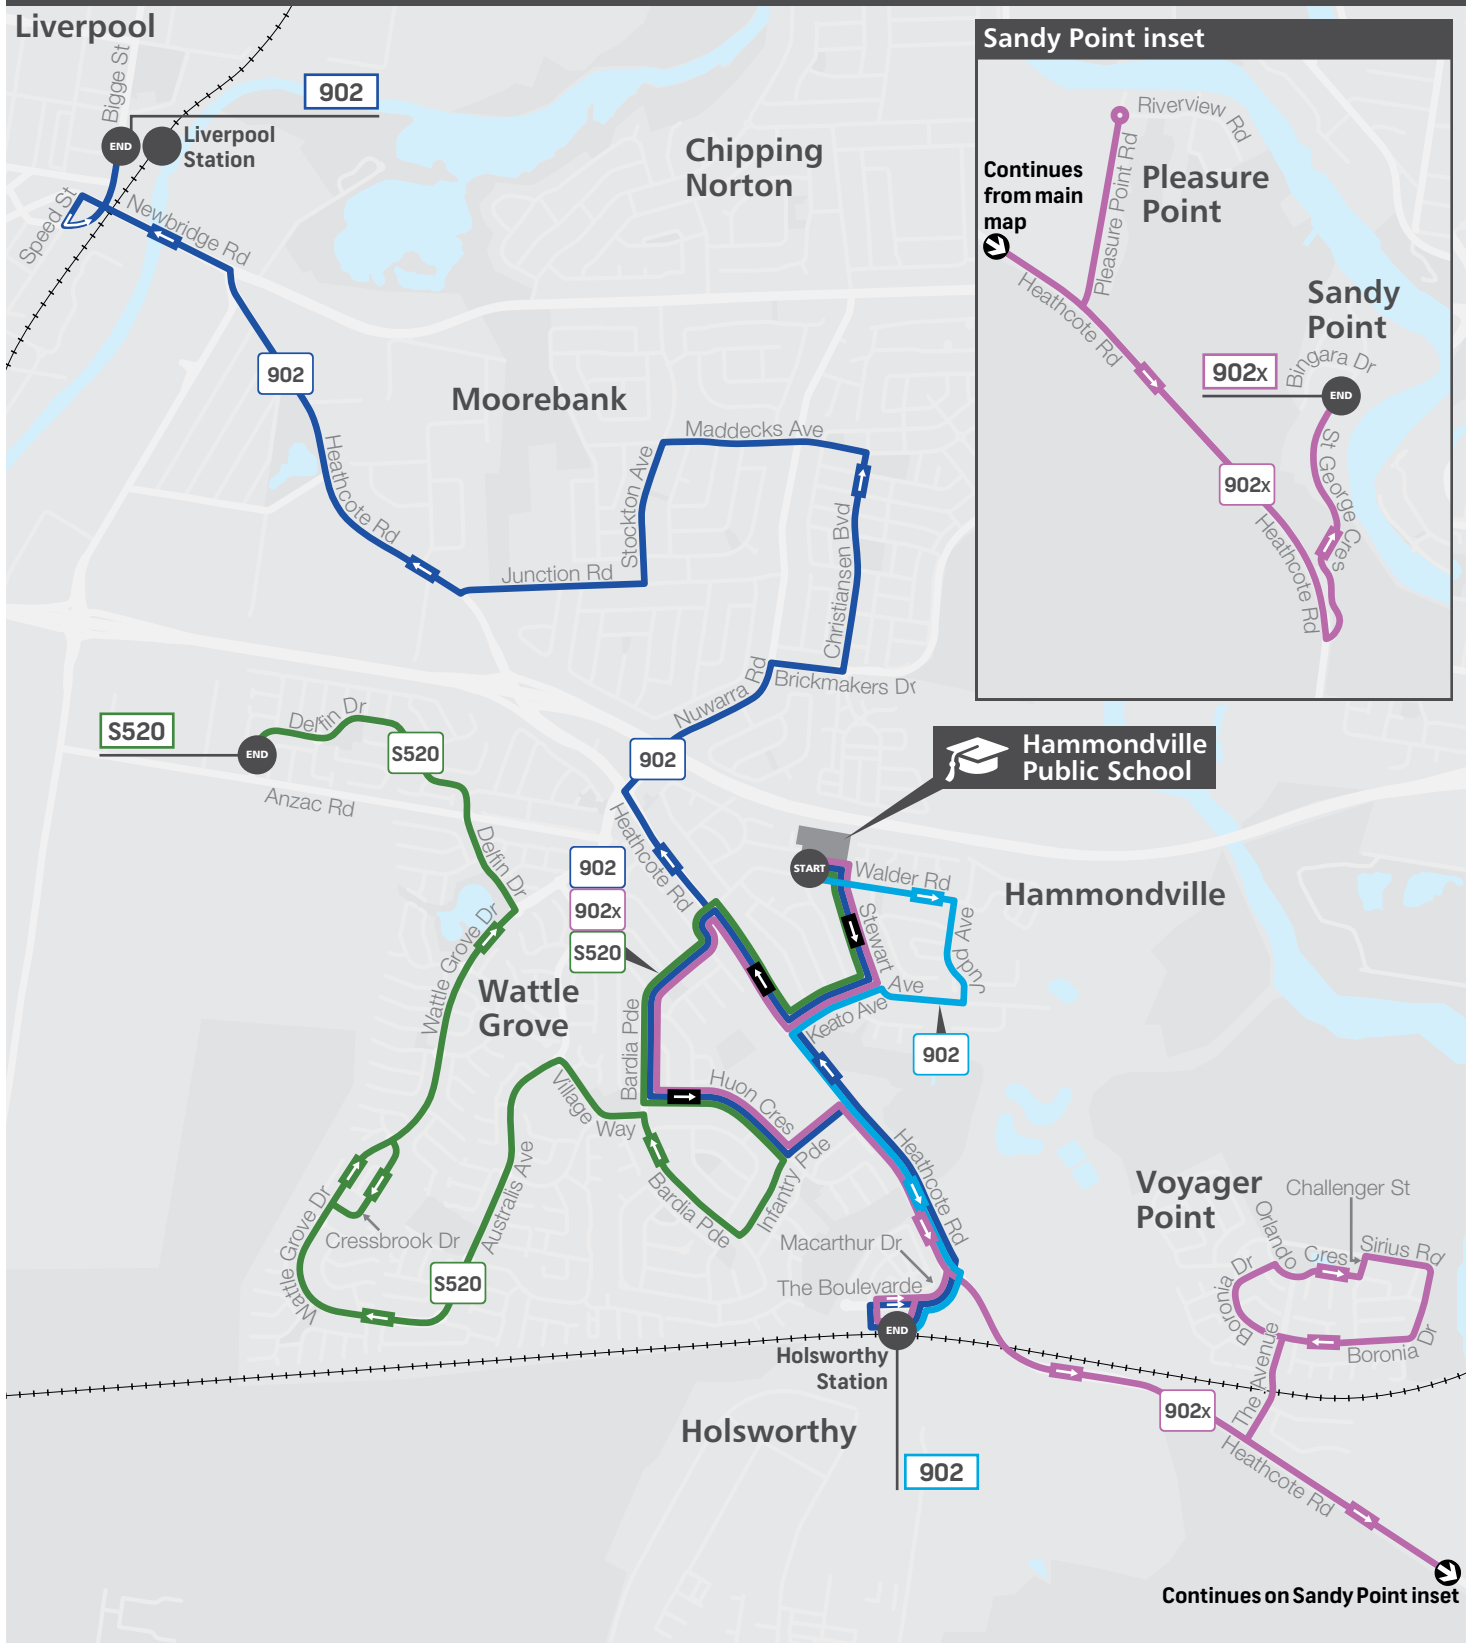 Liverpool
Bigge St
902
END
Liverpool
Station
Speed St
Newbridge Rd
Chipping
Norton
902
Moorebank
Heathcote Rd
Maddecks Ave
Stockton Ave
Junction Rd
Christiansen Bvd
Nuwarra Rd
Brickmakers Dr
Sandy Point inset
Riverview Rd
Continues
from main
map
Pleasure Point Rd
Pleasure
Point
Heathcote Rd
Sandy
Point
Bingara Dr
902x
END
St George Cres
902x
Heathcote Rd
S520
END
Delfin Dr
S520
Anzac Rd
Delfin Dr
902
Heathcote Rd
Hammondville
Public School
START
Walder Rd
Hammondville
902
902x
S520
Stewart Ave
Judd Ave
Keato Ave
902
Wattle Grove Dr
Wattle
Grove
Bardia Pde
Huon Cres
Village Way
Infantry Pde
Bardia Pde
Australis Ave
Wattle Grove Dr
Cressbrook Dr
S520
Wattle
Heathcote Rd
Macarthur Dr
The Boulevarde
END
Holsworthy
Station
Holsworthy
902
Voyager
Point
Challenger St
Orlando Cres
Sirius Rd
Boronia Dr
Boronia Dr
The Avenue
902x
Heathcote Rd
Continues on Sandy Point inset